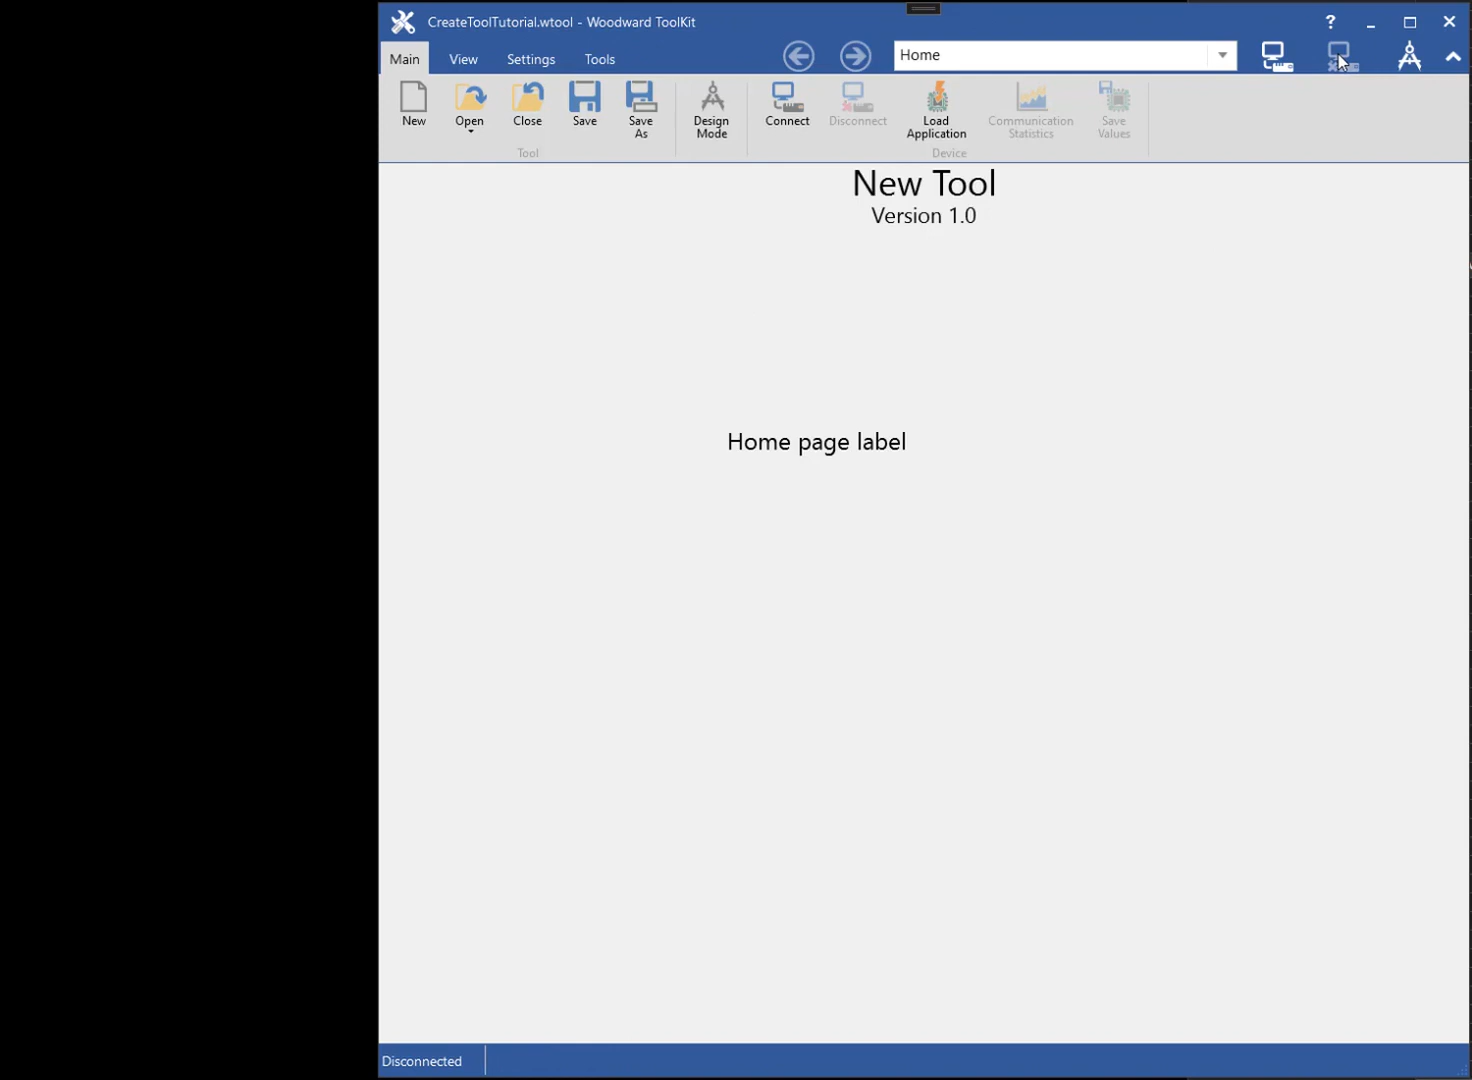 CreateToolTutorial.wtool - Woodward ToolKit
?
Main View Settings Tools
Home
New Open Close Save Save As
Design Mode
Connect Disconnect Load Application Communication Statistics Save Values
Tool
Device
New Tool
Version 1.0
Home page label
Disconnected